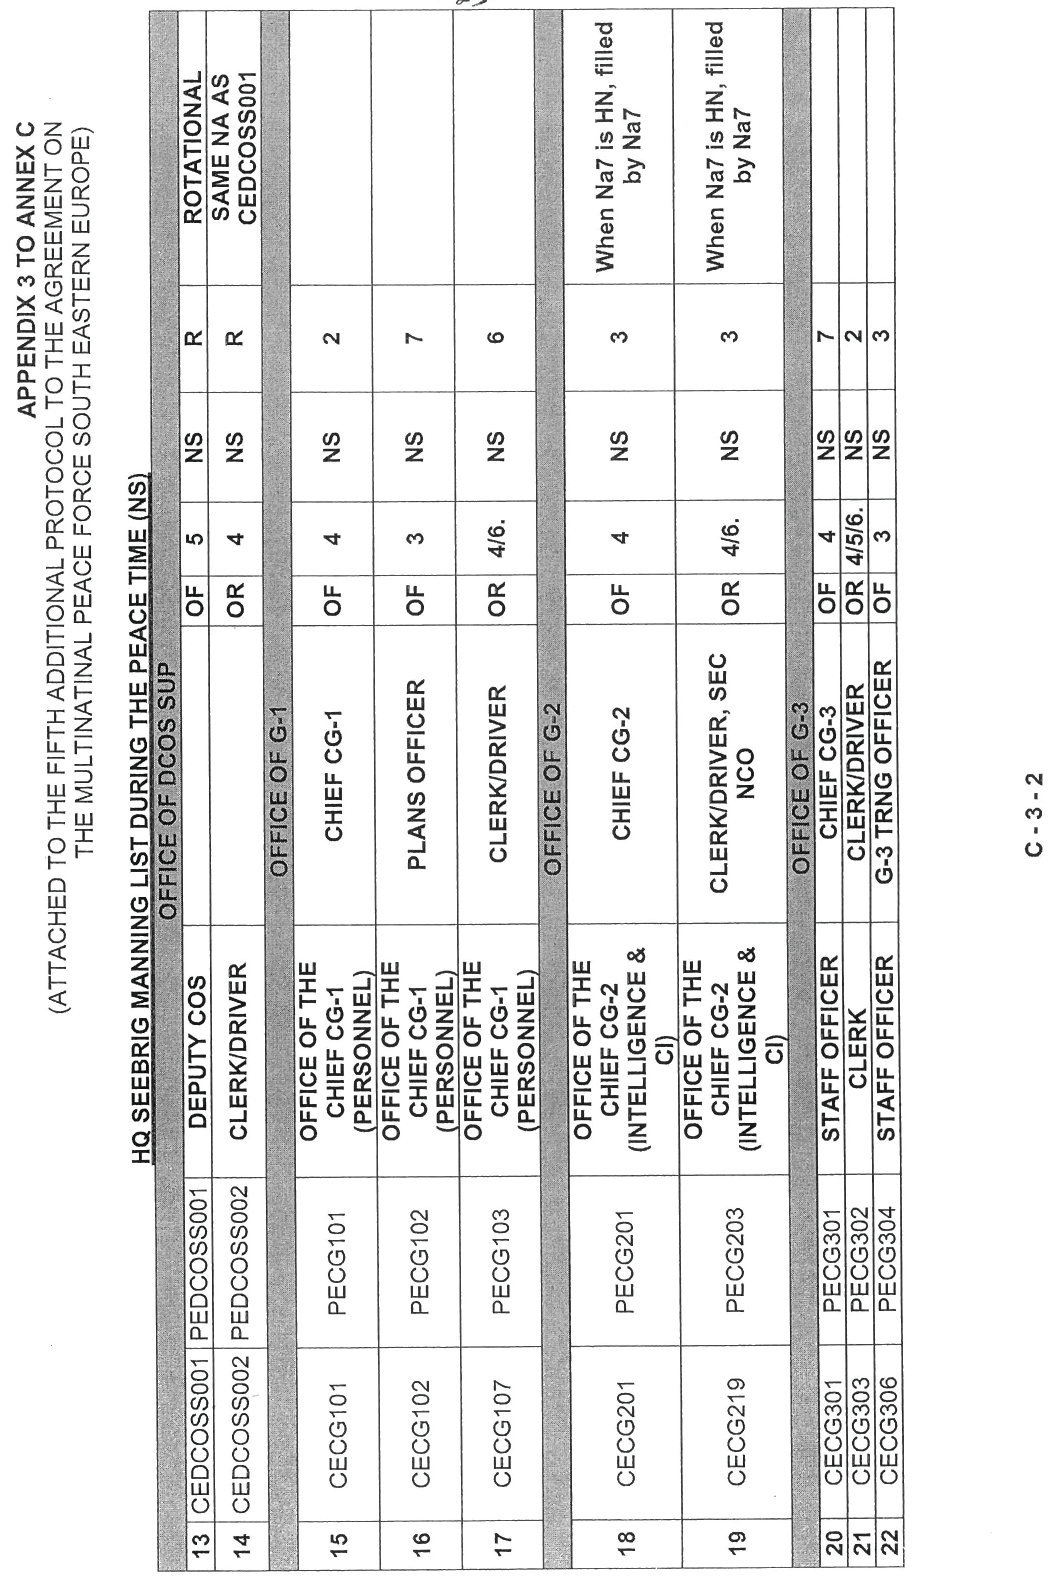 APPENDIX 3 TO ANNEX C
(ATTACHED TO THE FIFTH ADDITIONAL PROTOCOL TO THE AGREEMENT ON
THE MULTINATINAL PEACE FORCE SOUTH EASTERN EUROPE)
HQ SEEBRIG MANNING LIST DURING THE PEACE TIME (NS)
OFFICE OF DCOS SUP
13 CEDCOSS001 PEDCOSS001 DEPUTY COS OF 5 NS R ROTATIONAL
14 CEDCOSS002 PEDCOSS002 CLERK/DRIVER OR 4 NS R SAME NA AS
CEDCOSS001
OFFICE OF G-1
15 CECG101 PECG101 OFFICE OF THE
CHIEF CG-1
(PERSONNEL) CHIEF CG-1 OF 4 NS 2
16 CECG102 PECG102 OFFICE OF THE
CHIEF CG-1
(PERSONNEL) PLANS OFFICER OF 3 NS 7
17 CECG107 PECG103 OFFICE OF THE
CHIEF CG-1
(PERSONNEL) CLERK/DRIVER OR 4/6. NS 6
OFFICE OF G-2
18 CECG201 PECG201 OFFICE OF THE
CHIEF CG-2
(INTELLIGENCE &
CI) CHIEF CG-2 OF 4 NS 3 When Na7 is HN, filled
by Na7
19 CECG219 PECG203 OFFICE OF THE
CHIEF CG-2
(INTELLIGENCE &
CI) CLERK/DRIVER, SEC
NCO OR 4/6. NS 3 When Na7 is HN, filled
by Na7
OFFICE OF G-3
20 CECG301 PECG301 STAFF OFFICER CHIEF CG-3 OF 4 NS 7
21 CECG303 PECG302 CLERK CLERK/DRIVER OR 4/5/6. NS 2
22 CECG306 PECG304 STAFF OFFICER G-3 TRNG OFFICER OF 3 NS 3
C - 3 - 2